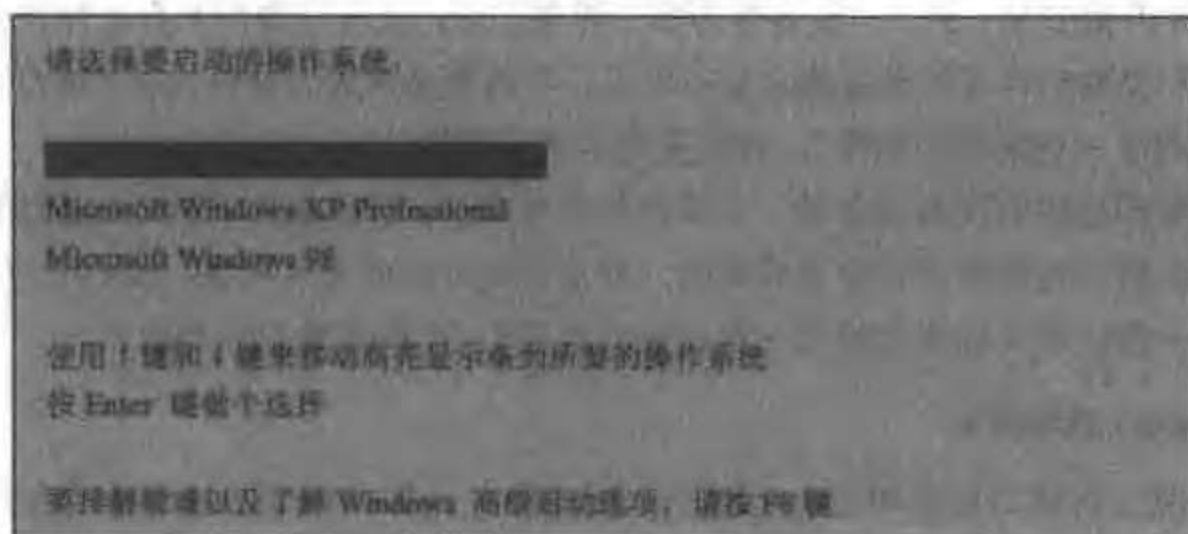 请选择要启动的操作系统:
Microsoft Windows XP Professional
Microsoft Windows 98
使用↑键和↓键来移动高亮显示条到所要的操作系统
按 Enter 键做个选择
要排解疑难以及了解 Windows 高级启动选项，请按 F8 键